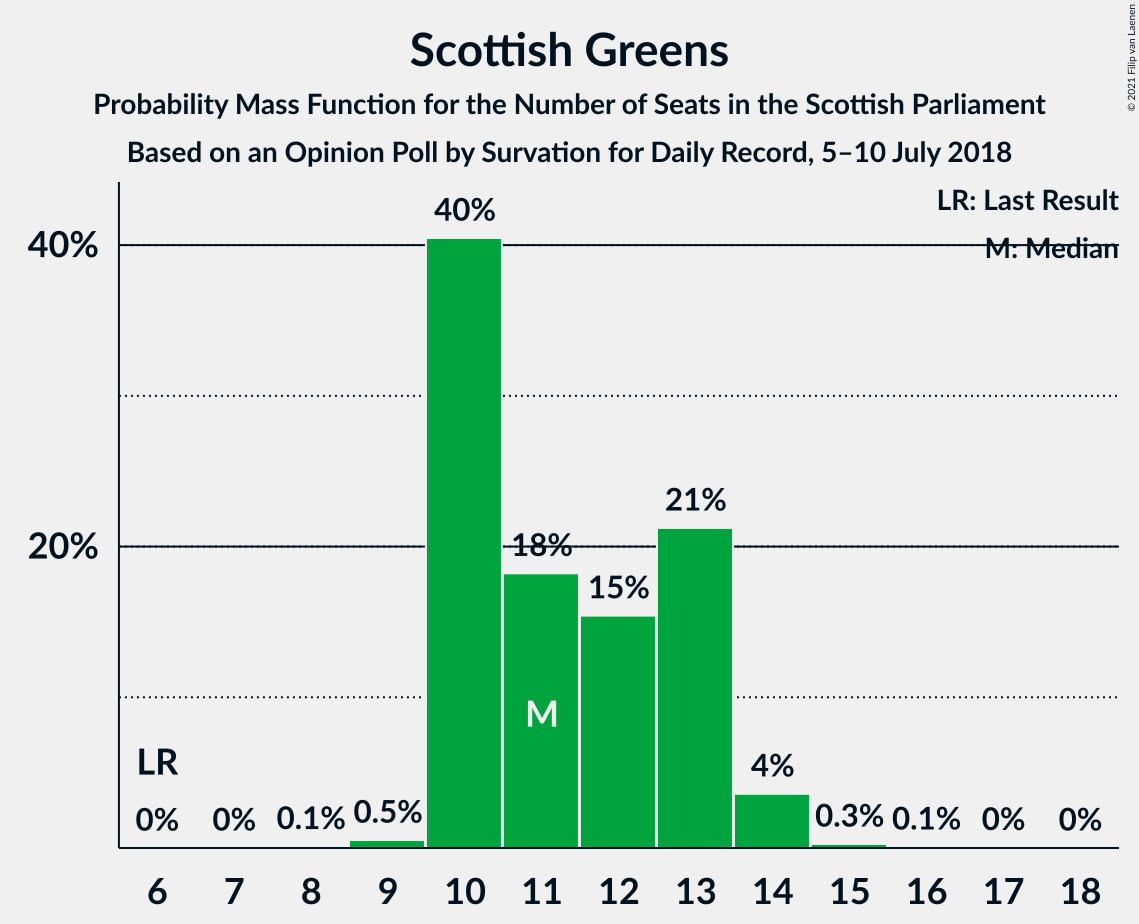 Scottish Greens
Probability Mass Function for the Number of Seats in the Scottish Parliament
Based on an Opinion Poll by Survation for Daily Record, 5–10 July 2018
© 2021 Filip van Laenen
LR: Last Result
M: Median
40%
20%
40%
18%
15%
21%
4%
M
LR
0%
0%
0.1%
0.5%
0.3%
0.1%
0%
0%
6 7 8 9 10 11 12 13 14 15 16 17 18